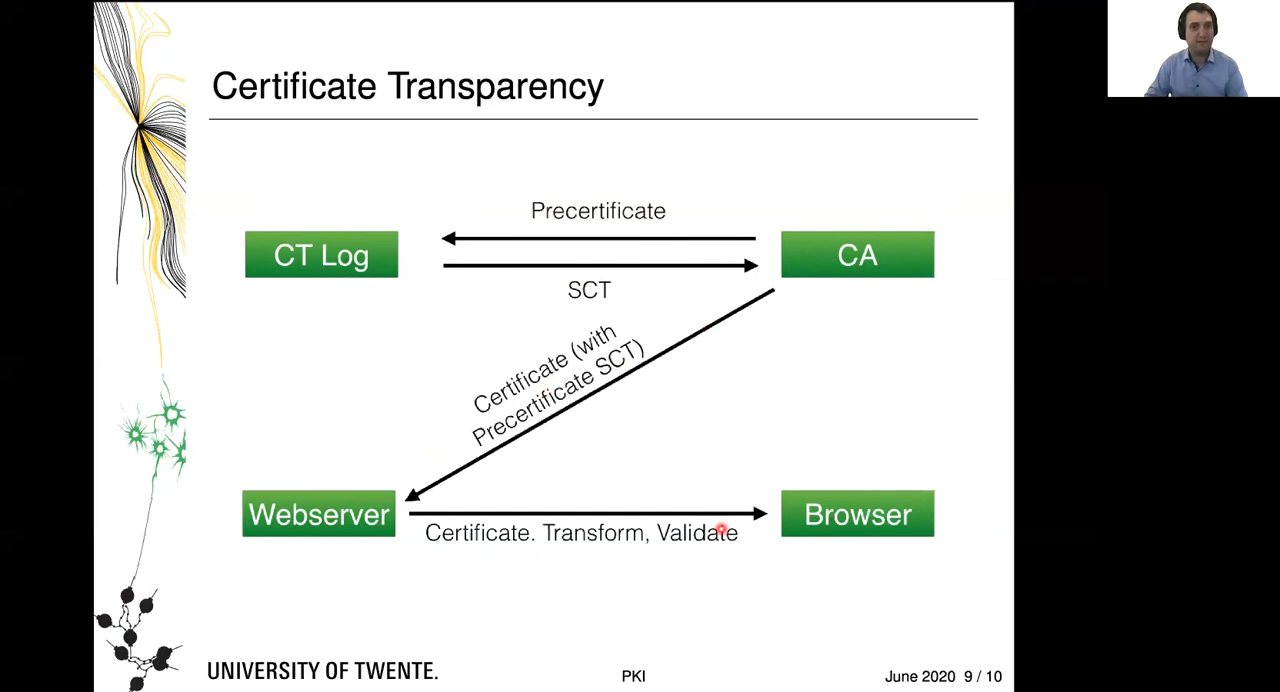 Certificate Transparency
Precertificate
CT Log
CA
SCT
Certificate (with
Precertificate SCT)
Webserver
Browser
Certificate. Transform, Validate
UNIVERSITY OF TWENTE.
PKI
June 2020 9 / 10